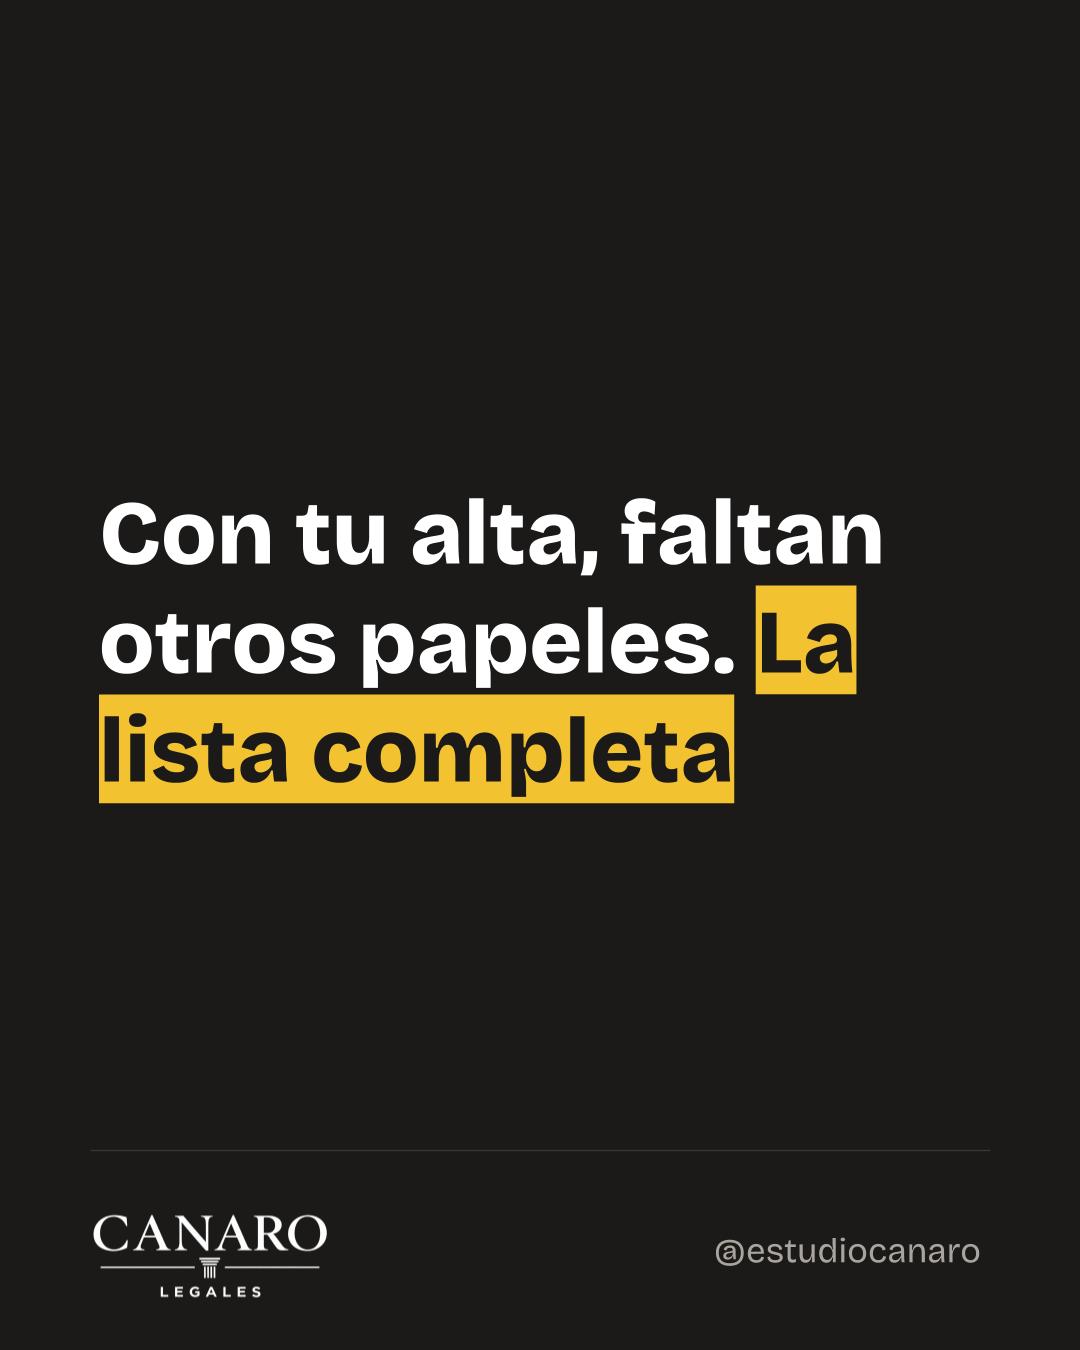 Con tu alta, faltan
otros papeles. La
lista completa
CANARO
LEGALES
@estudiocanaro